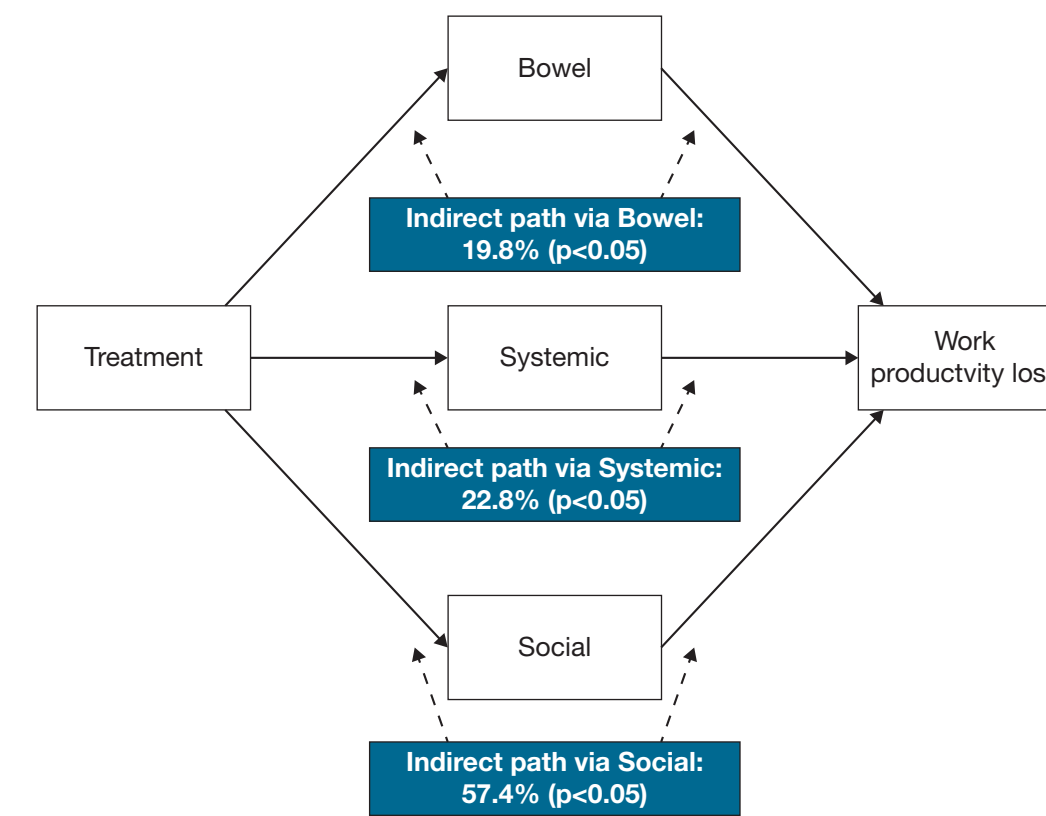 Bowel
Indirect path via Bowel:
19.8% (p<0.05)
Treatment
Systemic
Work
productvity los
Indirect path via Systemic:
22.8% (p<0.05)
Social
Indirect path via Social:
57.4% (p<0.05)